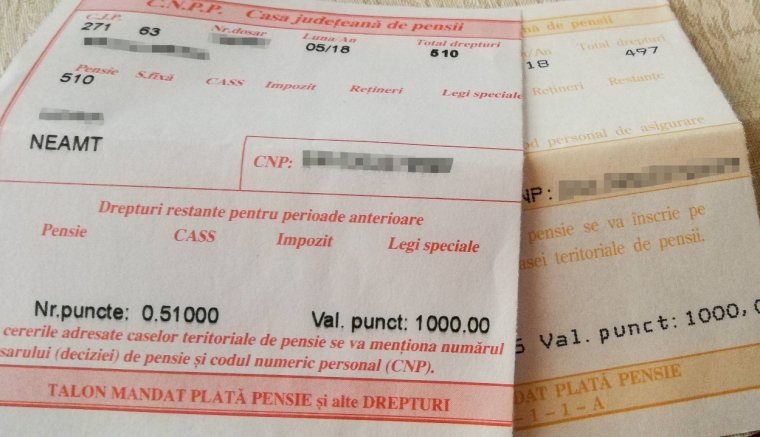 C.N.P.P. Casa județeană de pensii
C.J.P. Nr.dosar Luna/An Total drepturi
271 63 05/18 510
Pensie S.fixă CASS Impozit Rețineri Legi speciale
510
NEAMT
CNP:
Drepturi restante pentru perioade anterioare
Pensie CASS Impozit Legi speciale
Nr.puncte: 0.51000 Val. punct: 1000.00
cererile adresate caselor teritoriale de pensie se va menționa numărul
sarului (deciziei) de pensie și codul numeric personal (CNP).
TALON MANDAT PLATĂ PENSIE și alte DREPTURI
de pensii
/An Total drepturi
18 497
Rețineri Restante
personal de asigurare
NP:
pensie se va înscrie pe
asei teritoriale de pensii.
Val. punct: 1000,0
DAT PLATĂ PENSIE
- 1 - 1 - A